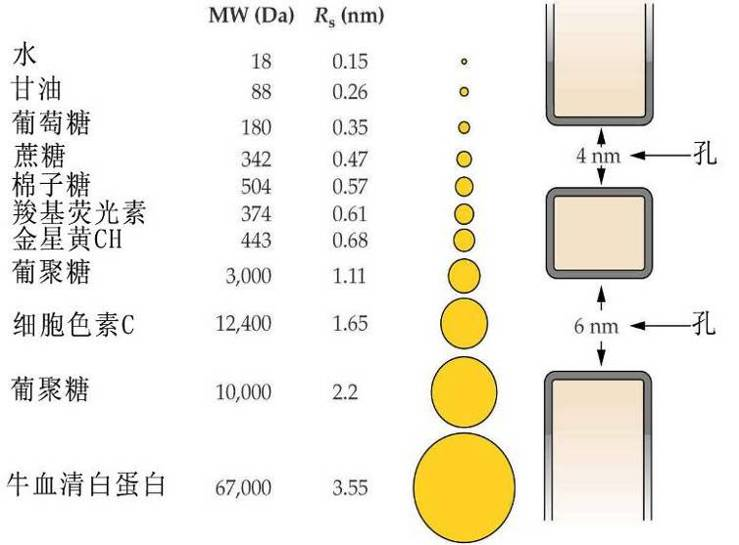 MW (Da) Rs (nm)
水 18 0.15
甘油 88 0.26
葡萄糖 180 0.35
蔗糖 342 0.47
棉子糖 504 0.57
羧基荧光素 374 0.61
金星黄CH 443 0.68
葡聚糖 3,000 1.11
细胞色素C 12,400 1.65
葡聚糖 10,000 2.2
牛血清白蛋白 67,000 3.55
4 nm 孔
6 nm 孔